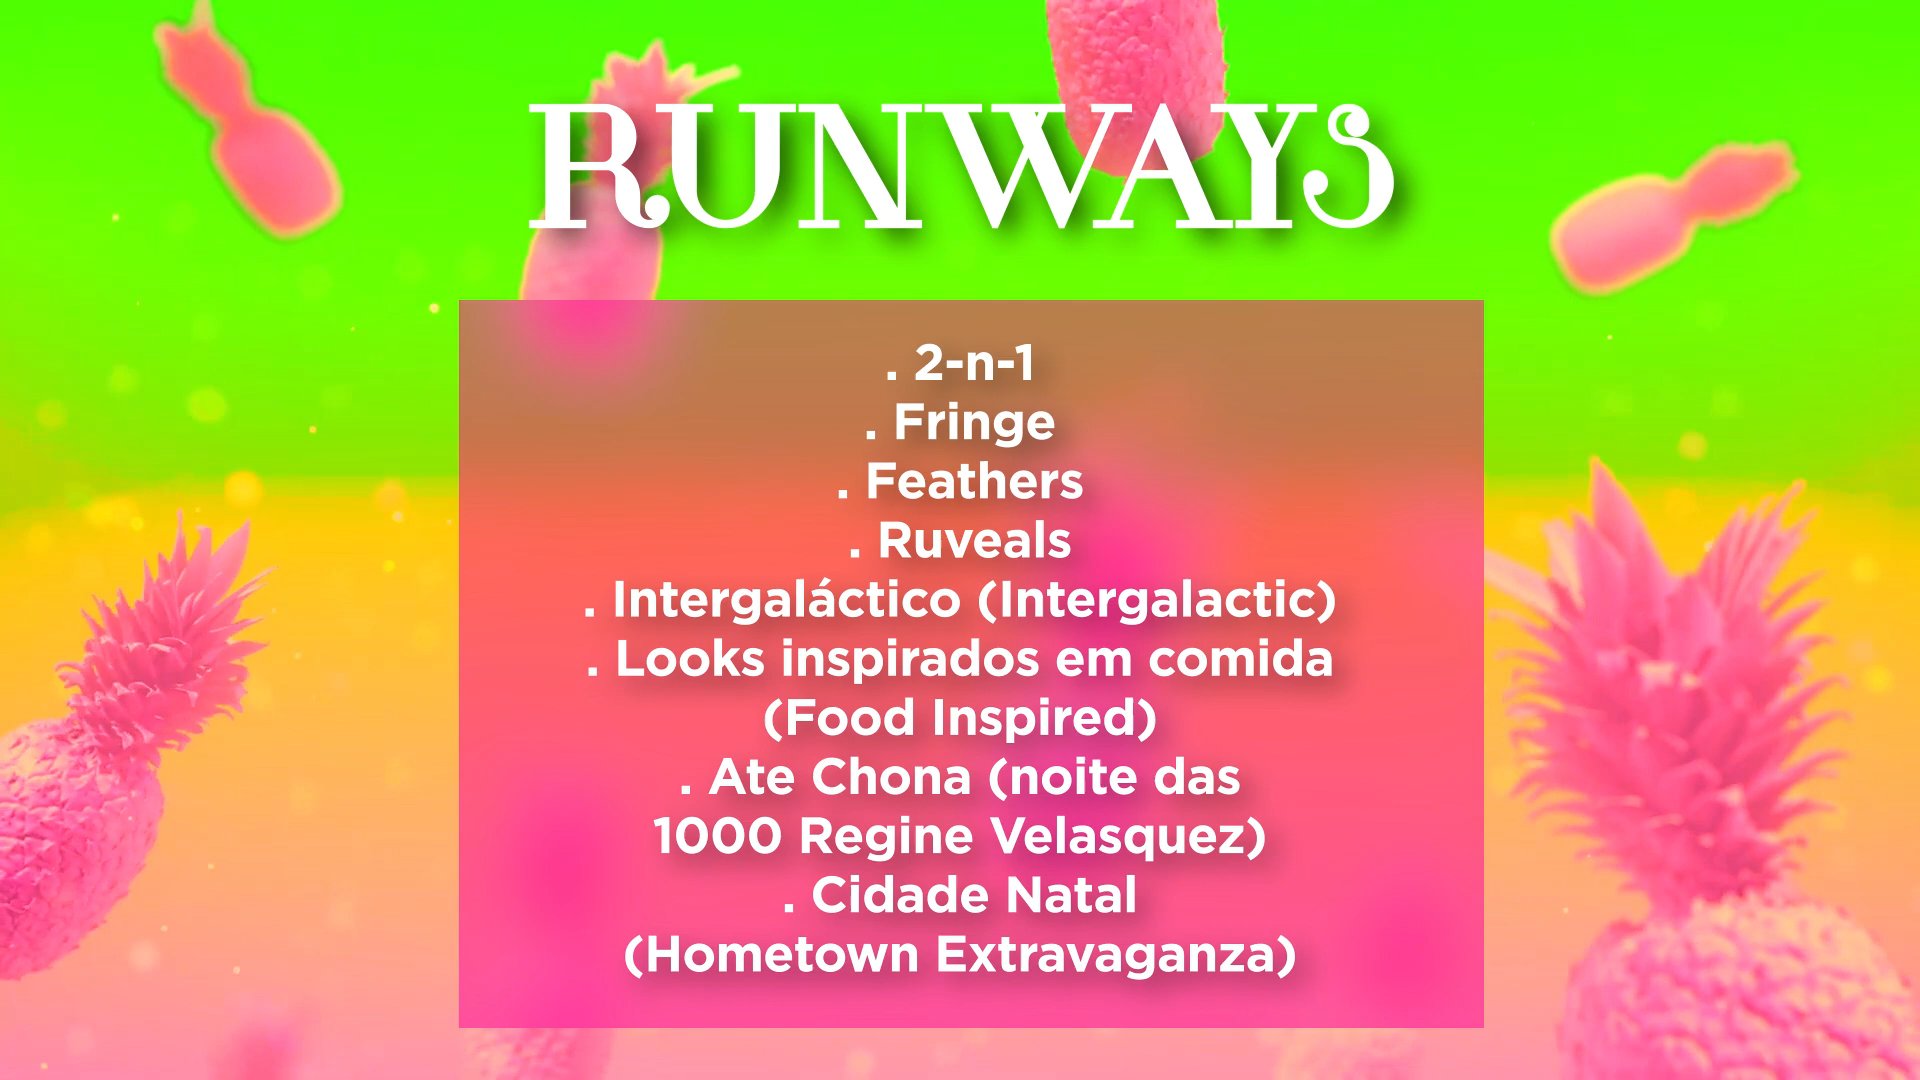 RUNWAYS
. 2-n-1
. Fringe
. Feathers
. Ruveals
. Intergaláctico (Intergalactic)
. Looks inspirados em comida
(Food Inspired)
. Ate Chona (noite das
1000 Regine Velasquez)
. Cidade Natal
(Hometown Extravaganza)